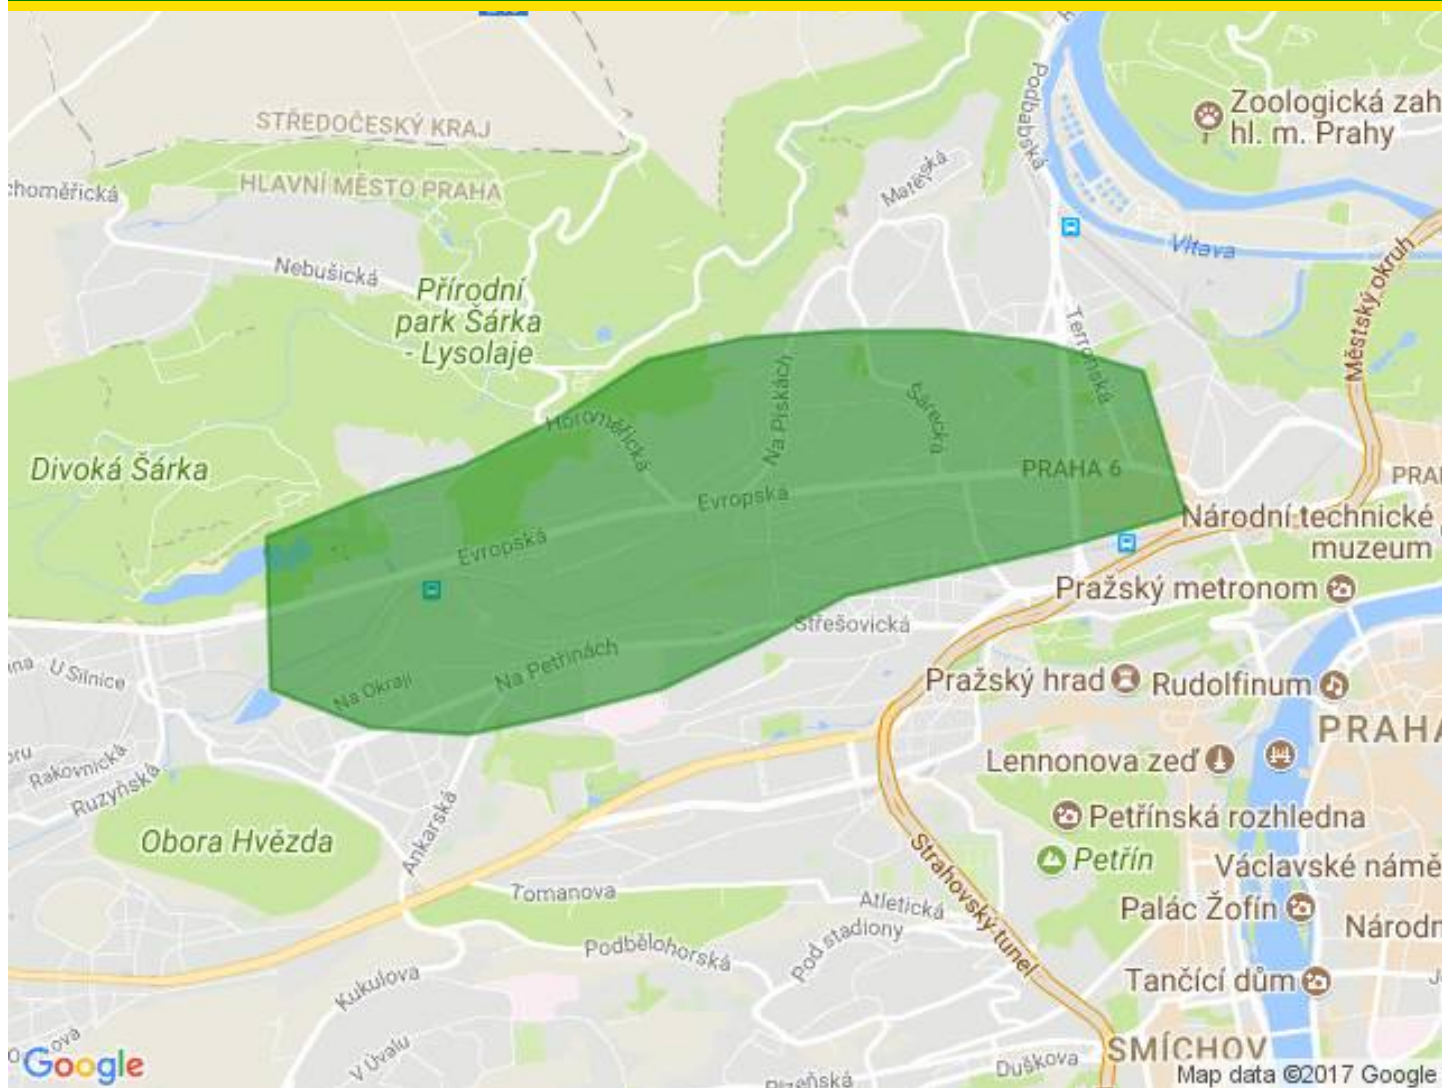 Podbabská
Zoologická zah
hl. m. Prahy
STŘEDOČESKÝ KRAJ
Matějská
HLAVNÍ MĚSTO PRAHA
choměřická
Vltava
Městský okruh
Nebušická
Přírodní
park Šárka
- Lysolaje
Terronská
Na Pískách
Šárecká
Horoměřická
Divoká Šárka
PRAHA 6
PRA
Evropská
Národní technické
muzeum
Evropská
Pražský metronom
Střešovická
Na Petřinách
U Silnice
Na Okraji
Pražský hrad
Rudolfinum
PRAHA
Rakovnická
Lennonova zeď
Ruzyňská
Petřínská rozhledna
Obora Hvězda
Ankarská
Petřín
Václavské námě
Strahovský tunel
Tomanova
Atletická
Palác Žofín
Národn
Pod stadiony
Podbělohorská
Tančící dům
Kukulova
V Úvalu
SMÍCHOV
Duškova
Plzeňská
Google
Map data ©2017 Google